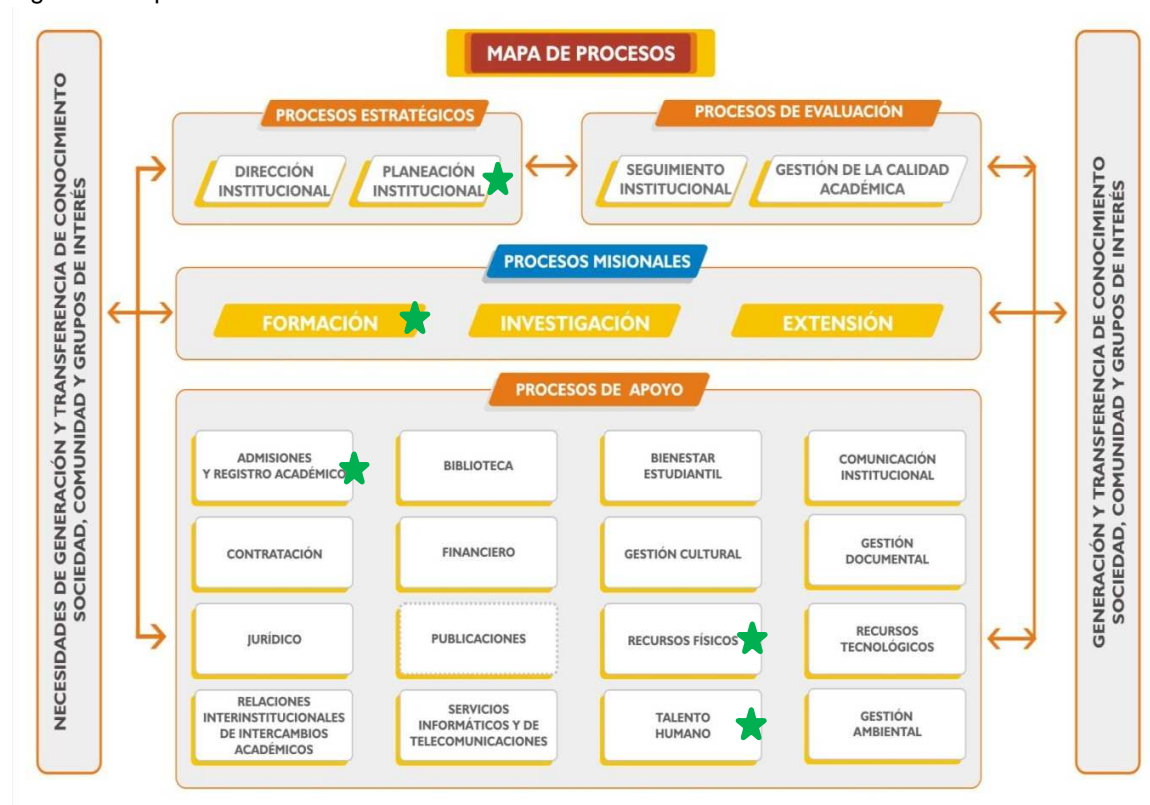 MAPA DE PROCESOS
NECESIDADES DE GENERACIÓN Y TRANSFERENCIA DE CONOCIMIENTO
SOCIEDAD, COMUNIDAD Y GRUPOS DE INTERÉS
PROCESOS ESTRATÉGICOS
DIRECCIÓN
INSTITUCIONAL
PLANEACIÓN
INSTITUCIONAL
PROCESOS DE EVALUACIÓN
SEGUIMIENTO
INSTITUCIONAL
GESTIÓN DE LA CALIDAD
ACADÉMICA
PROCESOS MISIONALES
FORMACIÓN
INVESTIGACIÓN
EXTENSIÓN
PROCESOS DE APOYO
ADMISIONES
Y REGISTRO ACADÉMICO
BIBLIOTECA
BIENESTAR
ESTUDIANTIL
COMUNICACIÓN
INSTITUCIONAL
CONTRATACIÓN
FINANCIERO
GESTIÓN CULTURAL
GESTIÓN
DOCUMENTAL
JURÍDICO
PUBLICACIONES
RECURSOS FÍSICOS
RECURSOS
TECNOLÓGICOS
RELACIONES
INTERINSTITUCIONALES
DE INTERCAMBIOS
ACADÉMICOS
SERVICIOS
INFORMÁTICOS Y DE
TELECOMUNICACIONES
TALENTO
HUMANO
GESTIÓN
AMBIENTAL
GENERACIÓN Y TRANSFERENCIA DE CONOCIMIENTO
SOCIEDAD, COMUNIDAD Y GRUPOS DE INTERÉS